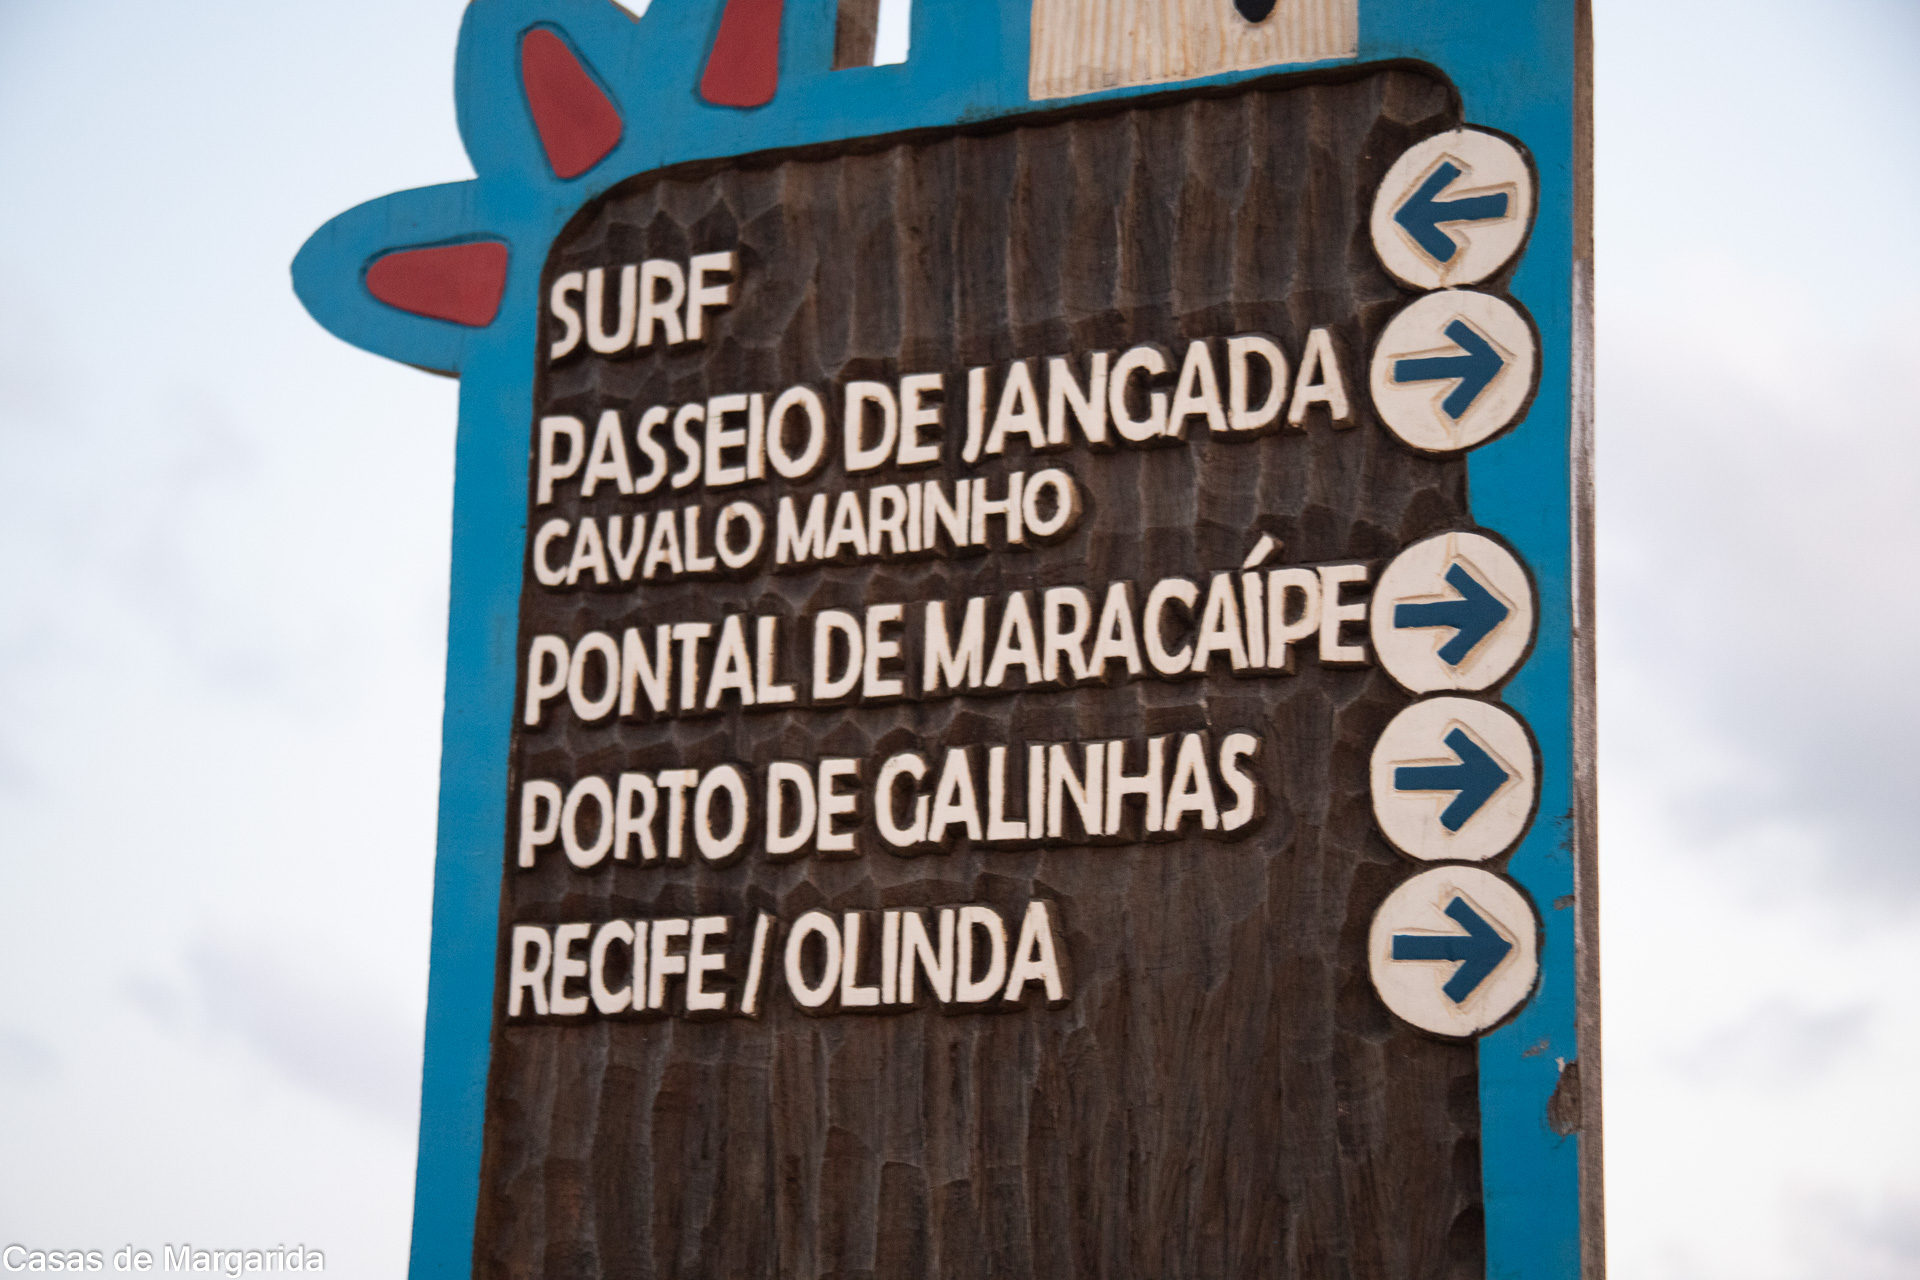 SURF
PASSEIO DE JANGADA
CAVALO MARINHO
PONTAL DE MARACAÍPE
PORTO DE GALINHAS
RECIFE / OLINDA
Casas de Margarida